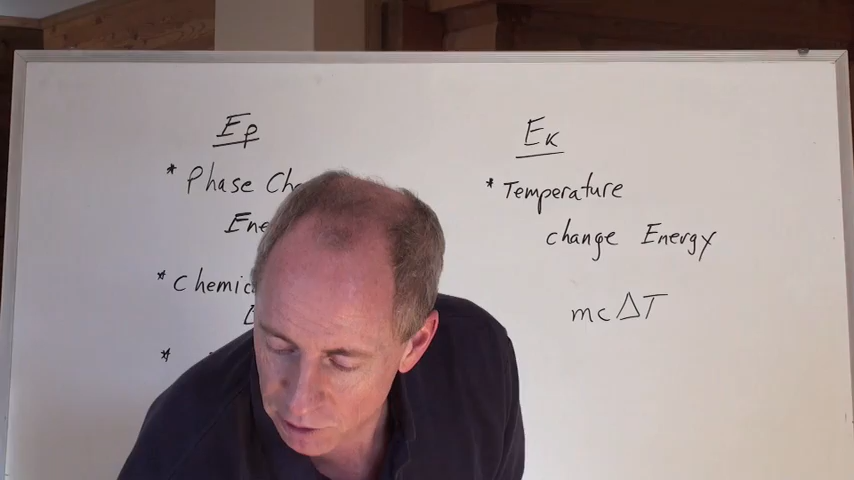 Ep
* Phase Ch
Ene
* Chemic
*
Ek
* Temperature
change Energy
mcΔT